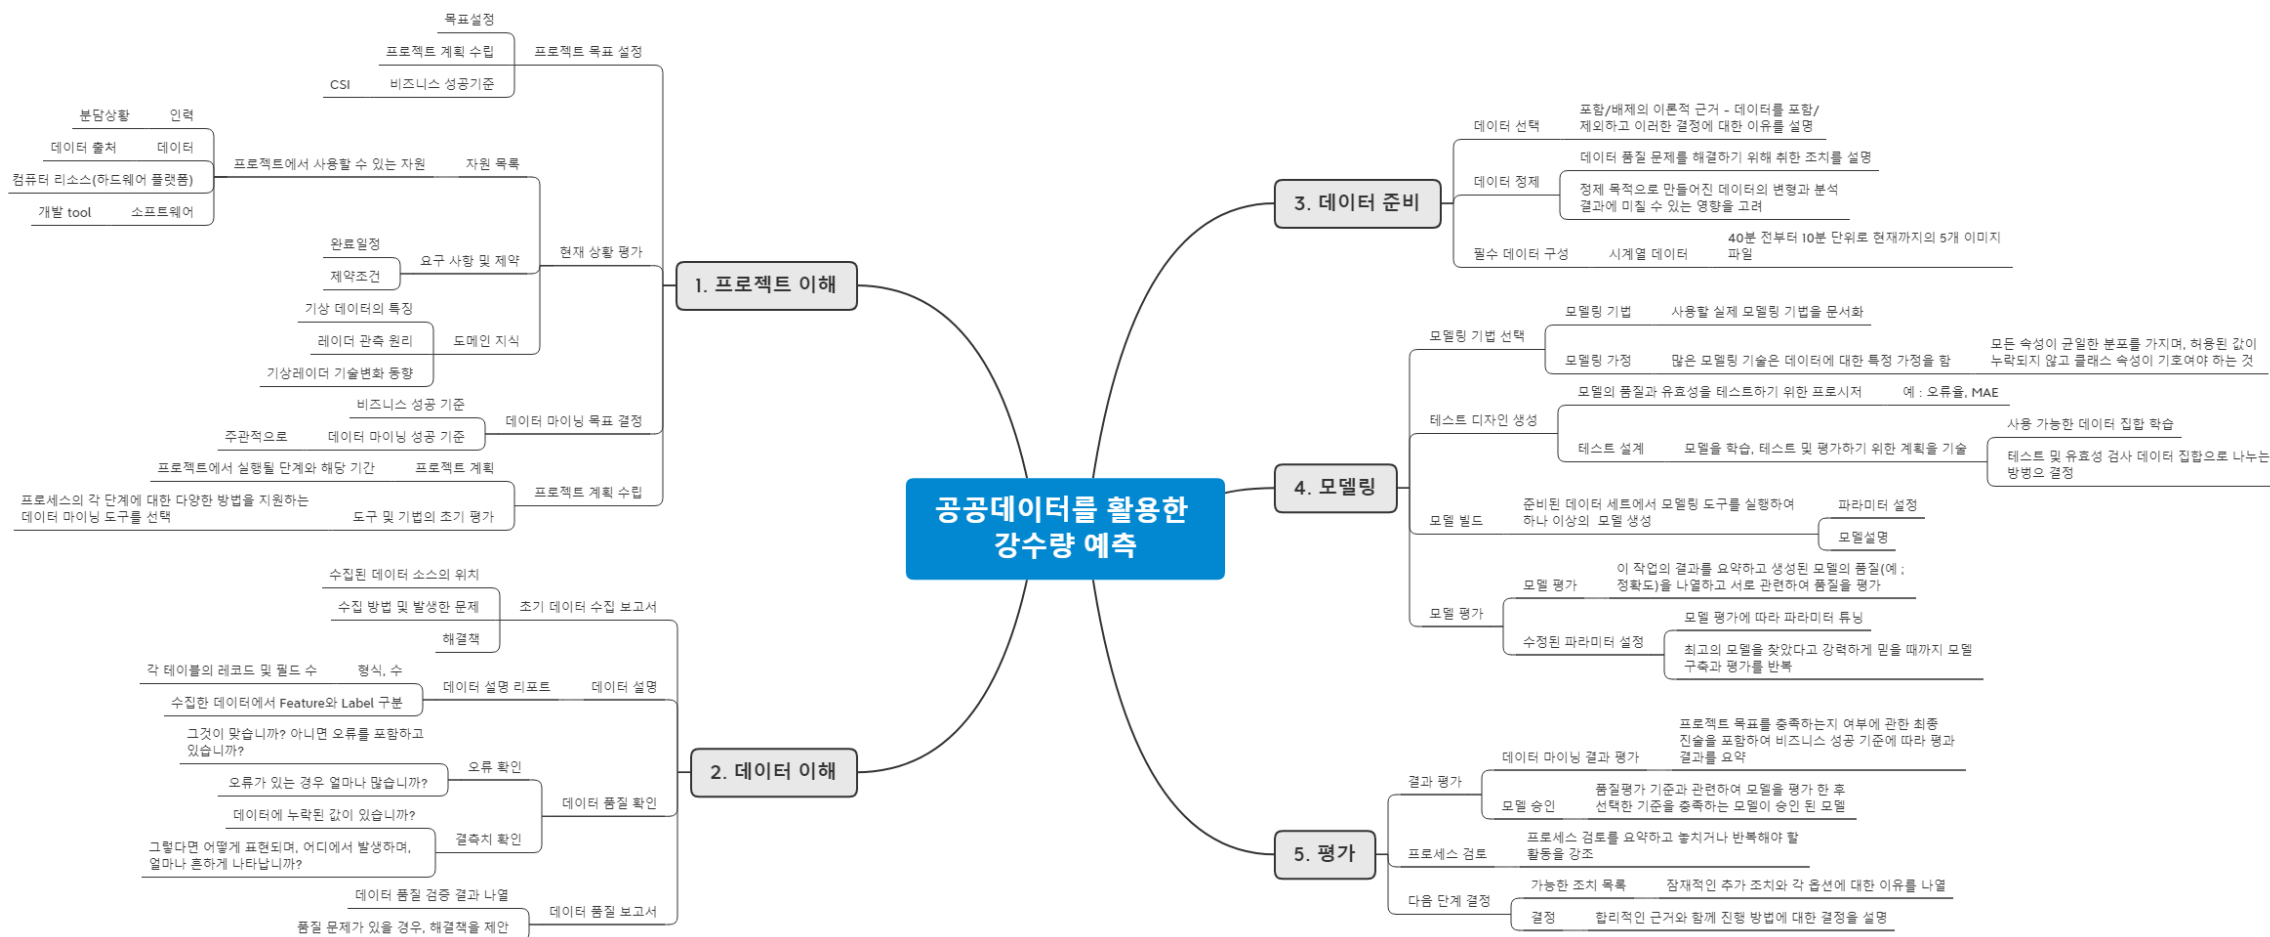 공공데이터를 활용한
강수량 예측
1. 프로젝트 이해
프로젝트 목표 설정
목표설정
프로젝트 계획 수립
비즈니스 성공기준
CSI
현재 상황 평가
자원 목록
프로젝트에서 사용할 수 있는 자원
인력
분담상황
데이터
데이터 출처
컴퓨터 리소스(하드웨어 플랫폼)
소프트웨어
개발 tool
요구 사항 및 제약
완료일정
제약조건
도메인 지식
기상 데이터의 특징
레이더 관측 원리
기상레이더 기술변화 동향
데이터 마이닝 목표 결정
비즈니스 성공 기준
데이터 마이닝 성공 기준
주관적으로
프로젝트 계획 수립
프로젝트 계획
프로젝트에서 실행될 단계와 해당 기간
도구 및 기법의 초기 평가
프로세스의 각 단계에 대한 다양한 방법을 지원하는
데이터 마이닝 도구를 선택
2. 데이터 이해
초기 데이터 수집 보고서
수집된 데이터 소스의 위치
수집 방법 및 발생한 문제
해결책
데이터 설명
데이터 설명 리포트
형식, 수
각 테이블의 레코드 및 필드 수
수집한 데이터에서 Feature와 Label 구분
데이터 품질 확인
오류 확인
그것이 맞습니까? 아니면 오류를 포함하고
있습니까?
오류가 있는 경우 얼마나 많습니까?
결측치 확인
데이터에 누락된 값이 있습니까?
그렇다면 어떻게 표현되며, 어디에서 발생하며,
얼마나 흔하게 나타납니까?
데이터 품질 보고서
데이터 품질 검증 결과 나열
품질 문제가 있을 경우, 해결책을 제안
3. 데이터 준비
데이터 선택
포함/배제의 이론적 근거 - 데이터를 포함/
제외하고 이러한 결정에 대한 이유를 설명
데이터 정제
데이터 품질 문제를 해결하기 위해 취한 조치를 설명
정제 목적으로 만들어진 데이터의 변형과 분석
결과에 미칠 수 있는 영향을 고려
필수 데이터 구성
시계열 데이터
40분 전부터 10분 단위로 현재까지의 5개 이미지
파일
4. 모델링
모델링 기법 선택
모델링 기법
사용할 실제 모델링 기법을 문서화
모델링 가정
많은 모델링 기술은 데이터에 대한 특정 가정을 함
모든 속성이 균일한 분포를 가지며, 허용된 값이
누락되지 않고 클래스 속성이 기호여야 하는 것
테스트 디자인 생성
모델의 품질과 유효성을 테스트하기 위한 프로시저
예 : 오류율, MAE
테스트 설계
모델을 학습, 테스트 및 평가하기 위한 계획을 기술
사용 가능한 데이터 집합 학습
테스트 및 유효성 검사 데이터 집합으로 나누는
방병으 결정
모델 빌드
준비된 데이터 세트에서 모델링 도구를 실행하여
하나 이상의 모델 생성
파라미터 설정
모델설명
모델 평가
모델 평가
이 작업의 결과를 요약하고 생성된 모델의 품질(예 ;
정확도)을 나열하고 서로 관련하여 품질을 평가
수정된 파라미터 설정
모델 평가에 따라 파라미터 튜닝
최고의 모델을 찾았다고 강력하게 믿을 때까지 모델
구축과 평가를 반복
5. 평가
결과 평가
데이터 마이닝 결과 평가
프로젝트 목표를 충족하는지 여부에 관한 최종
진술을 포함하여 비즈니스 성공 기준에 따라 평과
결과를 요약
모델 승인
품질평가 기준과 관련하여 모델을 평가 한 후
선택한 기준을 충족하는 모델이 승인 된 모델
프로세스 검토
프로세스 검토를 요약하고 놓치거나 반복해야 할
활동을 강조
다음 단계 결정
가능한 조치 목록
잠재적인 추가 조치와 각 옵션에 대한 이유를 나열
결정
합리적인 근거와 함께 진행 방법에 대한 결정을 설명